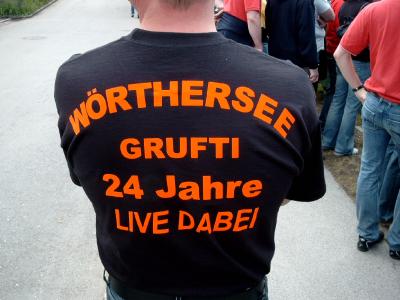 WÖRTHERSEE
GRUFTI
24 Jahre
LIVE DABEI